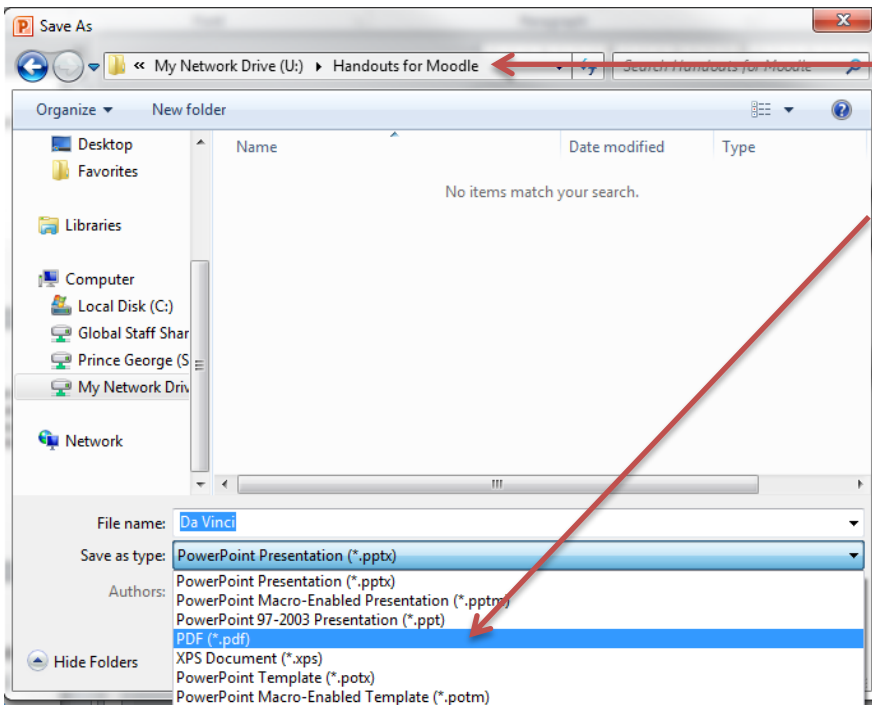 Save As
« My Network Drive (U:) ▸ Handouts for Moodle
Search Handouts for Moodle
Organize ▾ New folder
Desktop
Favorites
Libraries
Computer
Local Disk (C:)
Global Staff Shar
Prince George (S
My Network Driv
Network
Name Date modified Type
No items match your search.
File name: Da Vinci
Save as type: PowerPoint Presentation (*.pptx)
Authors:
PowerPoint Presentation (*.pptx)
PowerPoint Macro-Enabled Presentation (*.pptm)
PowerPoint 97-2003 Presentation (*.ppt)
PDF (*.pdf)
XPS Document (*.xps)
PowerPoint Template (*.potx)
PowerPoint Macro-Enabled Template (*.potm)
Hide Folders